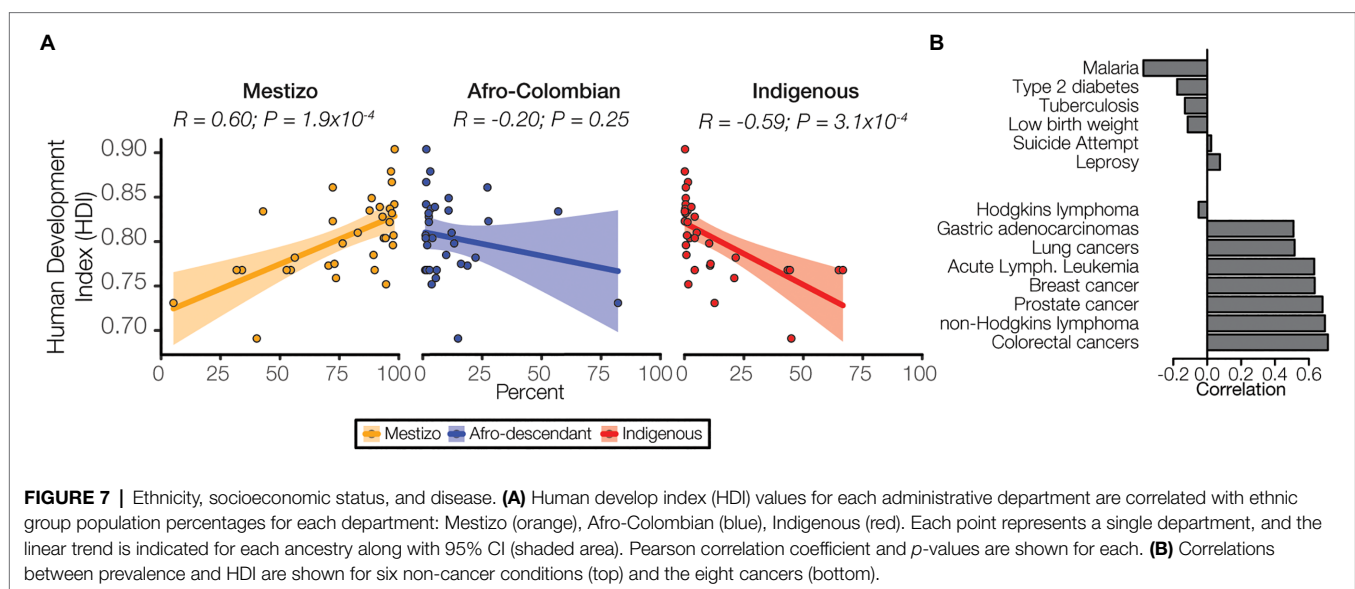 A
B
Mestizo
Afro-Colombian
Indigenous
R = 0.60; P = 1.9x10-4
R = -0.20; P = 0.25
R = -0.59; P = 3.1x10-4
Human Development
Index (HDI)
0.90
0.85
0.80
0.75
0.70
0 25 50 75 100
0 25 50 75 100
0 25 50 75 100
Percent
Mestizo Afro-descendant Indigenous
Malaria
Type 2 diabetes
Tuberculosis
Low birth weight
Suicide Attempt
Leprosy
Hodgkins lymphoma
Gastric adenocarcinomas
Lung cancers
Acute Lymph. Leukemia
Breast cancer
Prostate cancer
non-Hodgkins lymphoma
Colorectal cancers
-0.2 0.0 0.2 0.4 0.6
Correlation
FIGURE 7 | Ethnicity, socioeconomic status, and disease. (A) Human develop index (HDI) values for each administrative department are correlated with ethnic
group population percentages for each department: Mestizo (orange), Afro-Colombian (blue), Indigenous (red). Each point represents a single department, and the
linear trend is indicated for each ancestry along with 95% CI (shaded area). Pearson correlation coefficient and p-values are shown for each. (B) Correlations
between prevalence and HDI are shown for six non-cancer conditions (top) and the eight cancers (bottom).